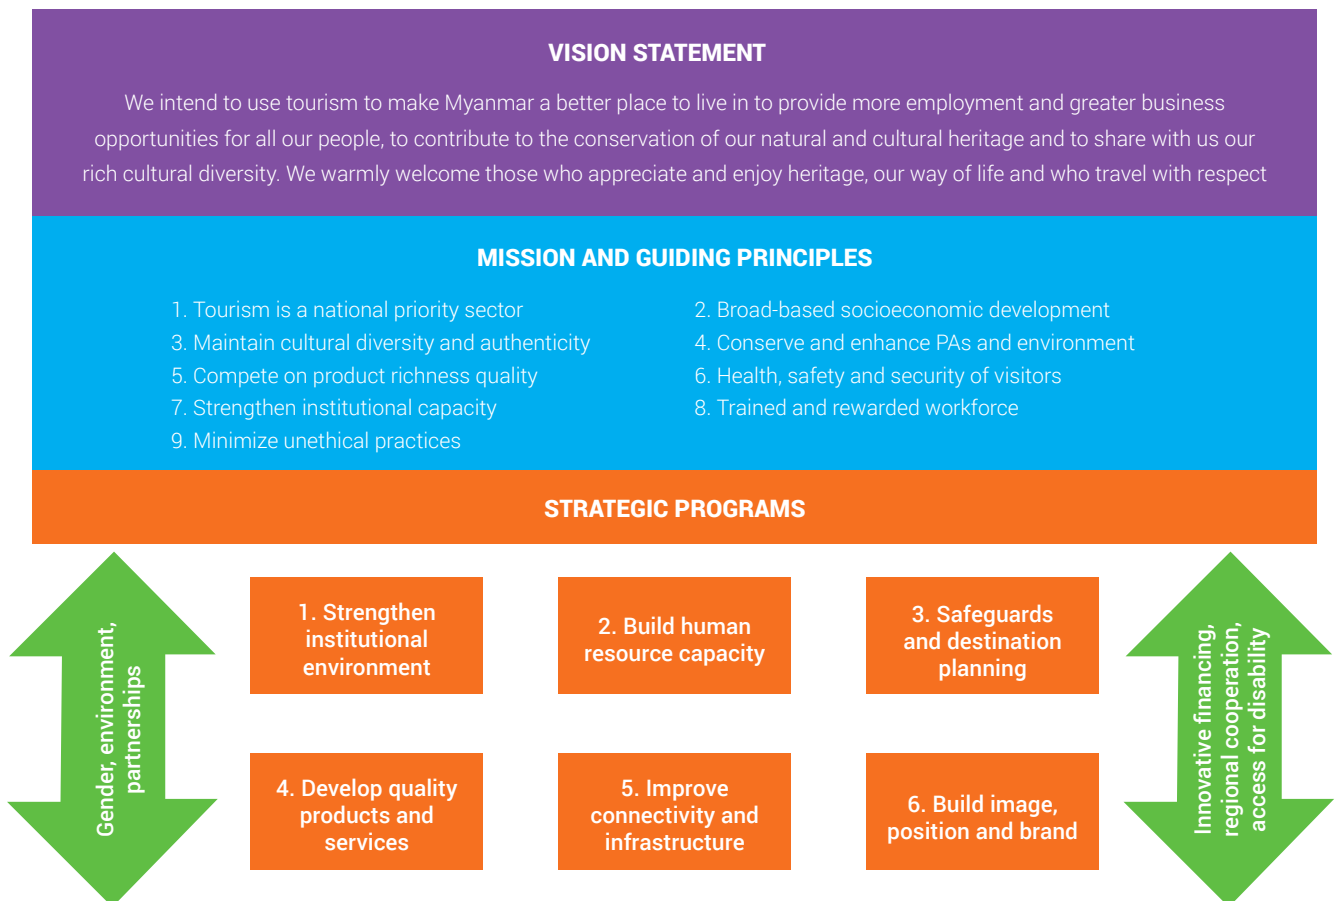 VISION STATEMENT
We intend to use tourism to make Myanmar a better place to live in to provide more employment and greater business
opportunities for all our people, to contribute to the conservation of our natural and cultural heritage and to share with us our
rich cultural diversity. We warmly welcome those who appreciate and enjoy heritage, our way of life and who travel with respect
MISSION AND GUIDING PRINCIPLES
1. Tourism is a national priority sector
2. Broad-based socioeconomic development
3. Maintain cultural diversity and authenticity
4. Conserve and enhance PAs and environment
5. Compete on product richness quality
6. Health, safety and security of visitors
7. Strengthen institutional capacity
8. Trained and rewarded workforce
9. Minimize unethical practices
STRATEGIC PROGRAMS
Gender, environment,
partnerships
1. Strengthen
institutional
environment
2. Build human
resource capacity
3. Safeguards
and destination
planning
4. Develop quality
products and
services
5. Improve
connectivity and
infrastructure
6. Build image,
position and brand
Innovative financing,
regional cooperation,
access for disability